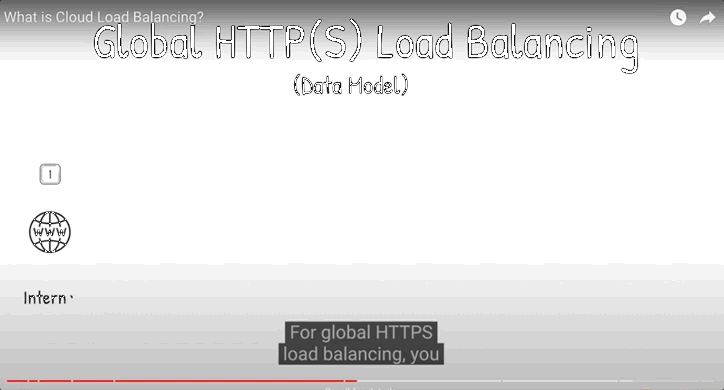 What is Cloud Load Balancing?
Global HTTP(S) Load Balancing
(Data Model)
1
WWW
Intern
For global HTTPS
load balancing, you